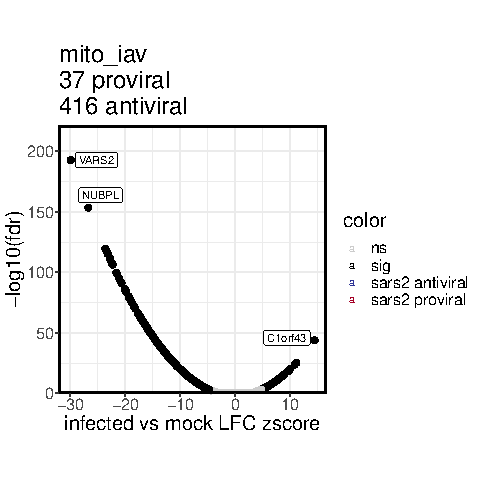 mito_iav
37 proviral
416 antiviral
200
150
100
50
0
−log10(fdr)
VARS2
NUBPL
C1orf43
−30
−20
−10
0
10
infected vs mock LFC zscore
color
a ns
a sig
a sars2 antiviral
a sars2 proviral